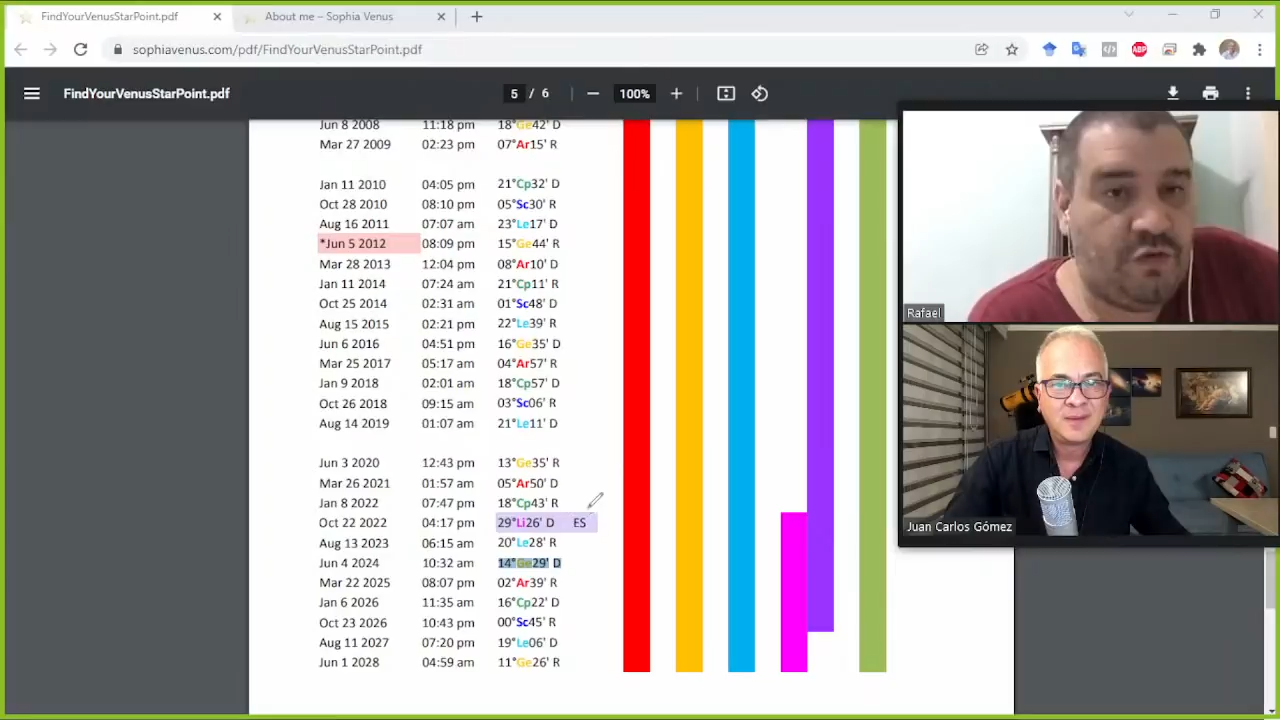 FindYourVenusStarPoint.pdf
About me – Sophia Venus
sophiavenus.com/pdf/FindYourVenusStarPoint.pdf
ABP
FindYourVenusStarPoint.pdf
5 / 6
100%
Jun 8 2008 11:18 pm 18°Ge42' D
Mar 27 2009 02:23 pm 07°Ar15' R
Jan 11 2010 04:05 pm 21°Cp32' D
Oct 28 2010 08:10 pm 05°Sc30' R
Aug 16 2011 07:07 am 23°Le17' D
*Jun 5 2012 08:09 pm 15°Ge44' R
Mar 28 2013 12:04 pm 08°Ar10' D
Jan 11 2014 07:24 am 21°Cp11' R
Oct 25 2014 02:31 am 01°Sc48' D
Aug 15 2015 02:21 pm 22°Le39' R
Jun 6 2016 04:51 pm 16°Ge35' D
Mar 25 2017 05:17 am 04°Ar57' R
Jan 9 2018 02:01 am 18°Cp57' D
Oct 26 2018 09:15 am 03°Sc06' R
Aug 14 2019 01:07 am 21°Le11' D
Jun 3 2020 12:43 pm 13°Ge35' R
Mar 26 2021 01:57 am 05°Ar50' D
Jan 8 2022 07:47 pm 18°Cp43' R
Oct 22 2022 04:17 pm 29°Li26' D ES
Aug 13 2023 06:15 am 20°Le28' R
Jun 4 2024 10:32 am 14°Ge29' D
Mar 22 2025 08:07 pm 02°Ar39' R
Jan 6 2026 11:35 am 16°Cp22' D
Oct 23 2026 10:43 pm 00°Sc45' R
Aug 11 2027 07:20 pm 19°Le06' D
Jun 1 2028 04:59 am 11°Ge26' R
Rafael
Juan Carlos Gómez